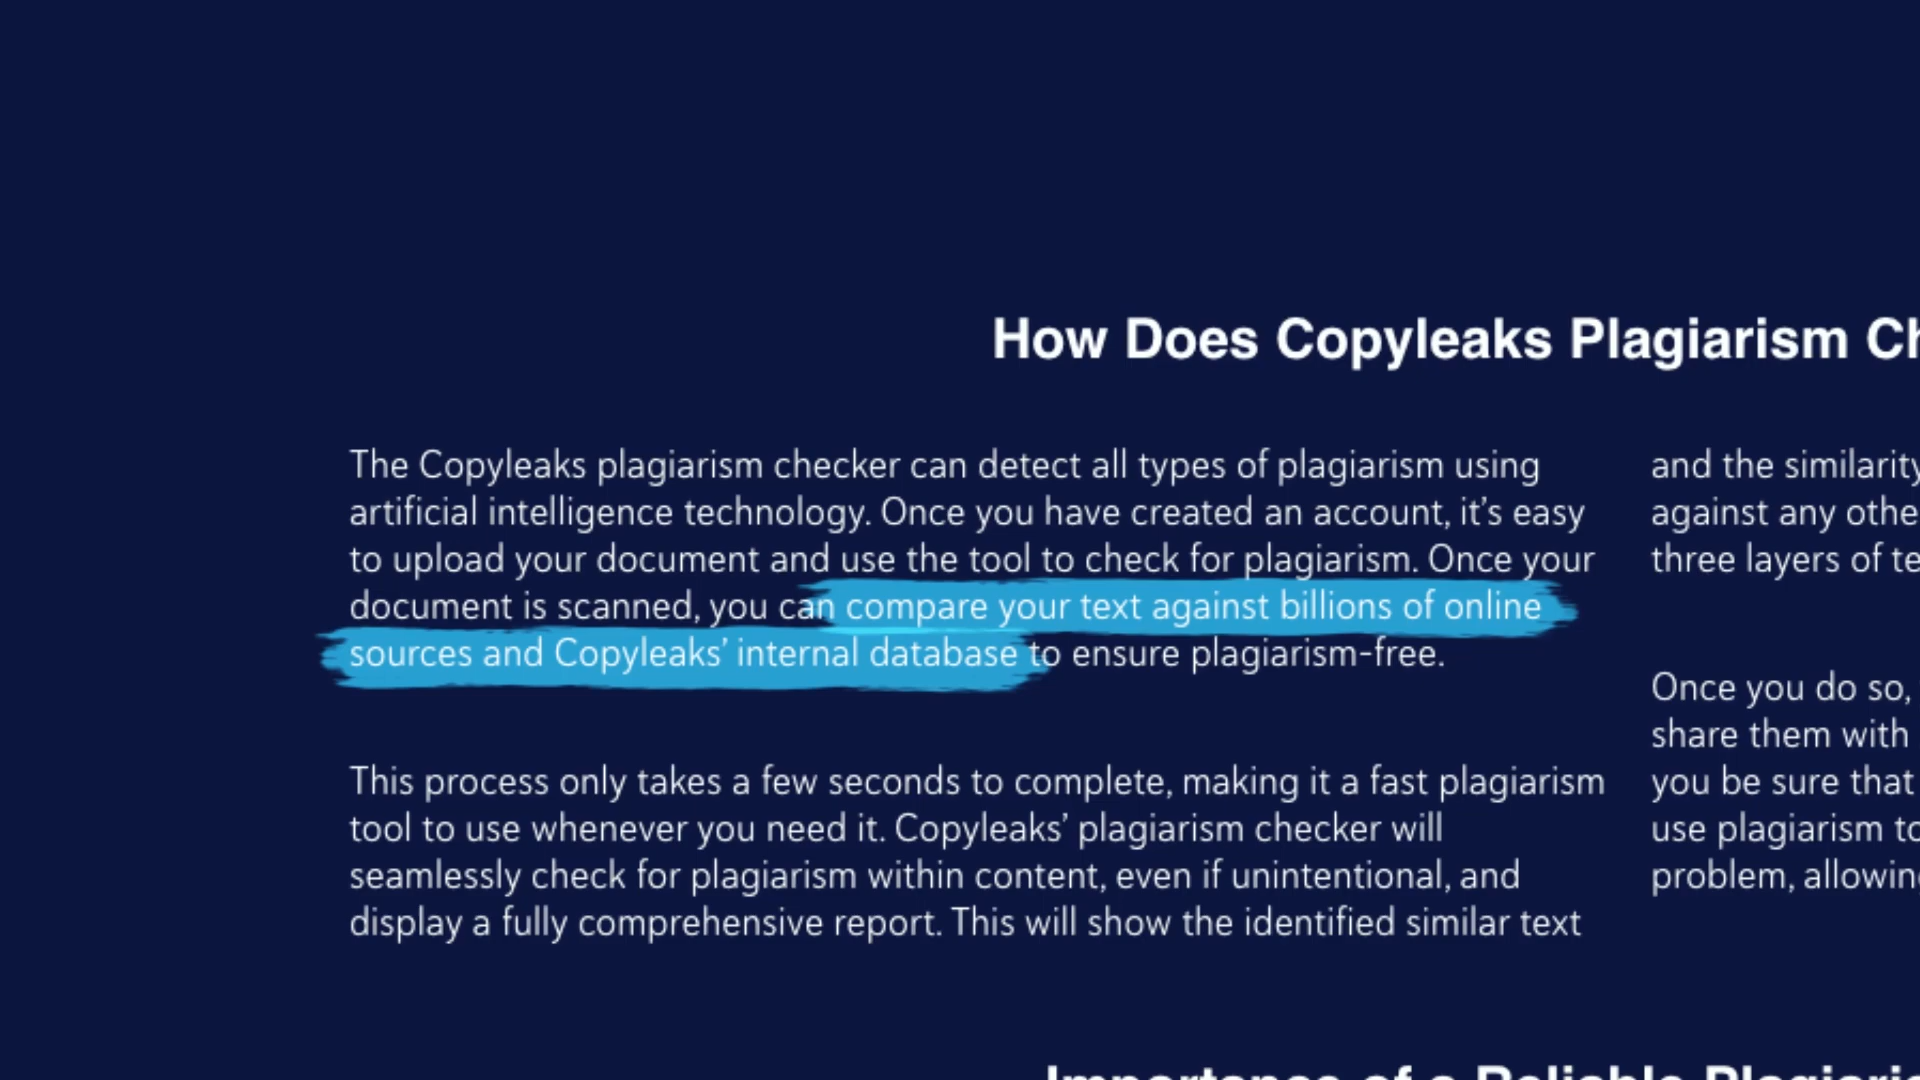 How Does Copyleaks Plagiarism
The Copyleaks plagiarism checker can detect all types of plagiarism using
artificial intelligence technology. Once you have created an account, it's easy
to upload your document and use the tool to check for plagiarism. Once your
document is scanned, you can compare your text against billions of online
sources and Copyleaks’ internal database to ensure plagiarism-free.
This process only takes a few seconds to complete, making it a fast plagiarism
tool to use whenever you need it. Copyleaks’ plagiarism checker will
seamlessly check for plagiarism within content, even if unintentional, and
display a fully comprehensive report. This will show the identified similar text
and the similarity
against any othe
three layers of te
Once you do so,
share them with
you be sure that
use plagiarism to
problem, allowin
Importance of a Reliable